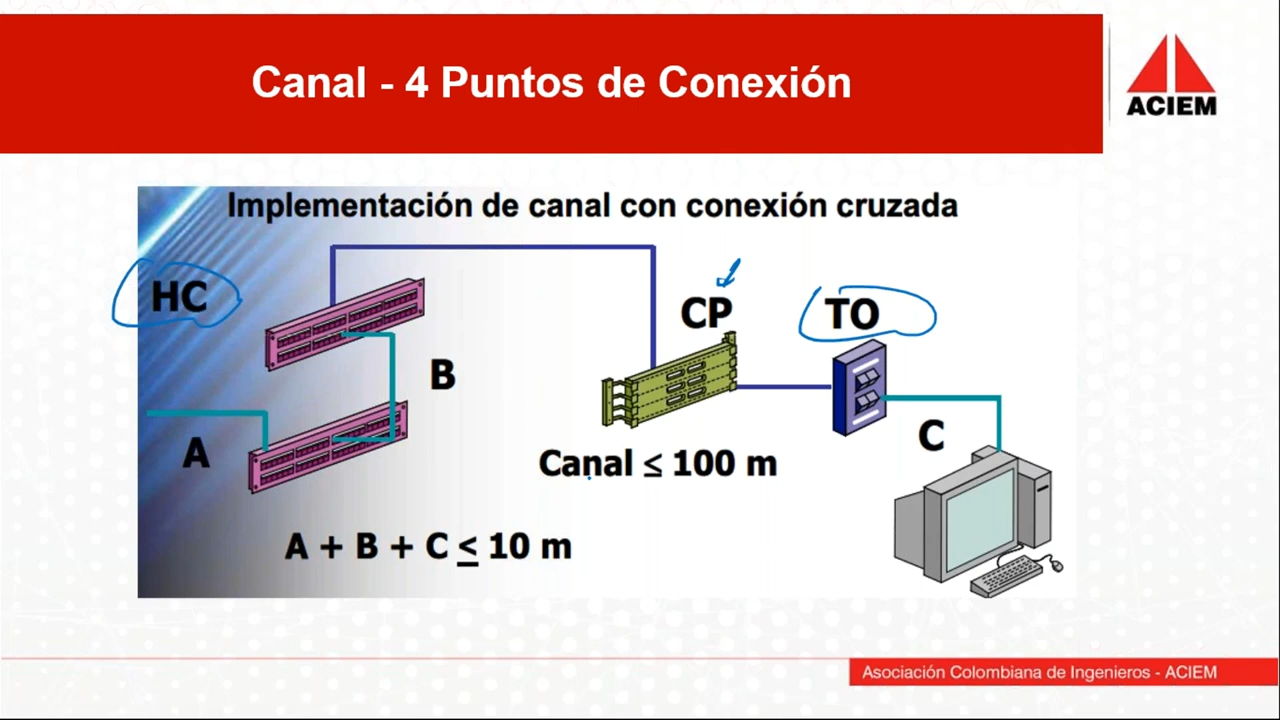 Canal - 4 Puntos de Conexión
ACIEM
Implementación de canal con conexión cruzada
HC
CP
TO
B
A
C
Canal ≤ 100 m
A + B + C ≤ 10 m
Asociación Colombiana de Ingenieros - ACIEM